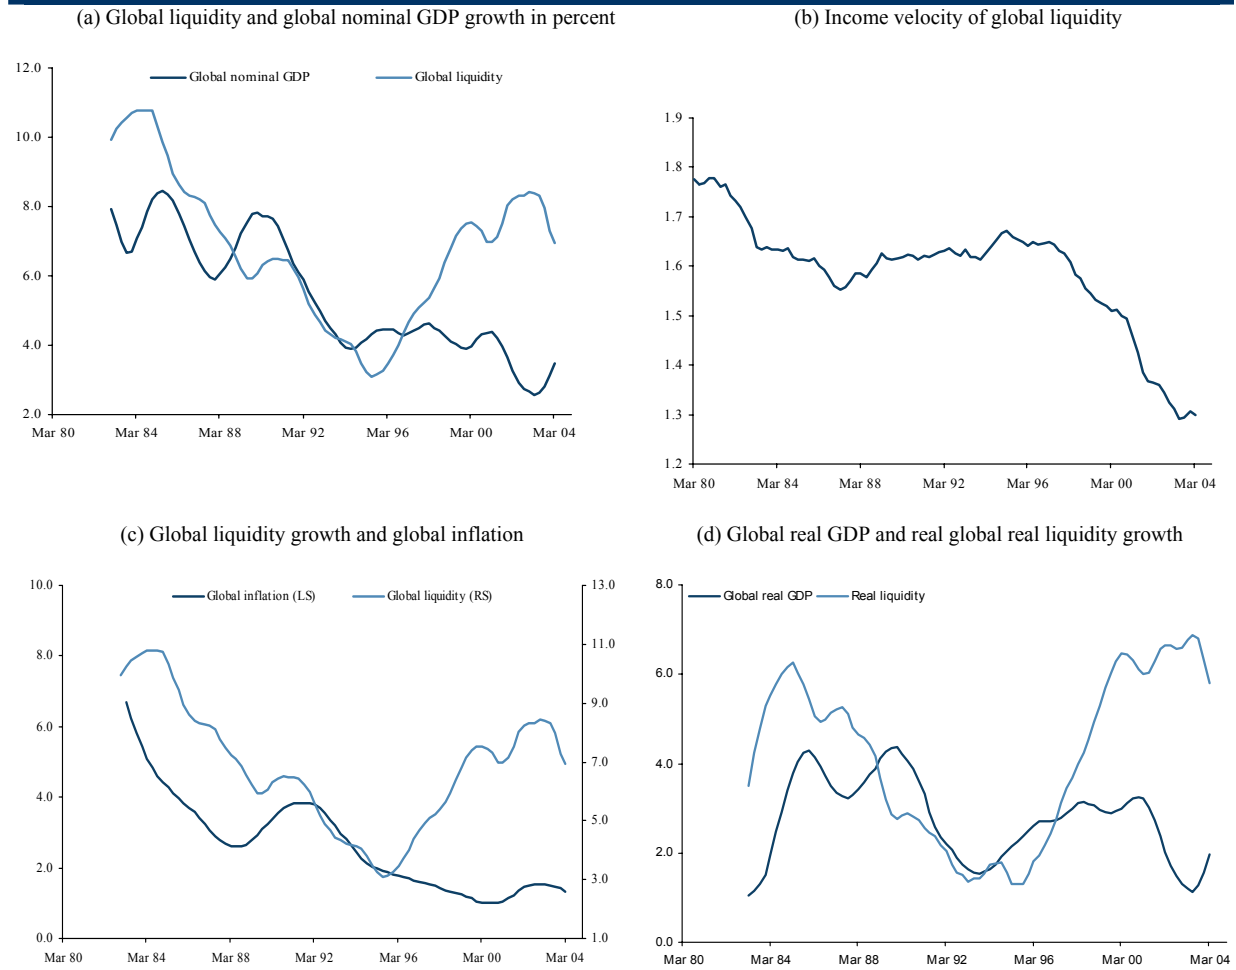 (a) Global liquidity and global nominal GDP growth in percent
12.0
10.0
8.0
6.0
4.0
2.0
Global nominal GDP
Global liquidity
Mar 80 Mar 84 Mar 88 Mar 92 Mar 96 Mar 00 Mar 04
(b) Income velocity of global liquidity
1.9
1.8
1.7
1.6
1.5
1.4
1.3
1.2
Mar 80 Mar 84 Mar 88 Mar 92 Mar 96 Mar 00 Mar 04
(c) Global liquidity growth and global inflation
10.0
8.0
6.0
4.0
2.0
0.0
Global inflation (LS)
Global liquidity (RS)
13.0
11.0
9.0
7.0
5.0
3.0
1.0
Mar 80 Mar 84 Mar 88 Mar 92 Mar 96 Mar 00 Mar 04
(d) Global real GDP and real global real liquidity growth
8.0
6.0
4.0
2.0
0.0
Global real GDP
Real liquidity
Mar 80 Mar 84 Mar 88 Mar 92 Mar 96 Mar 00 Mar 04